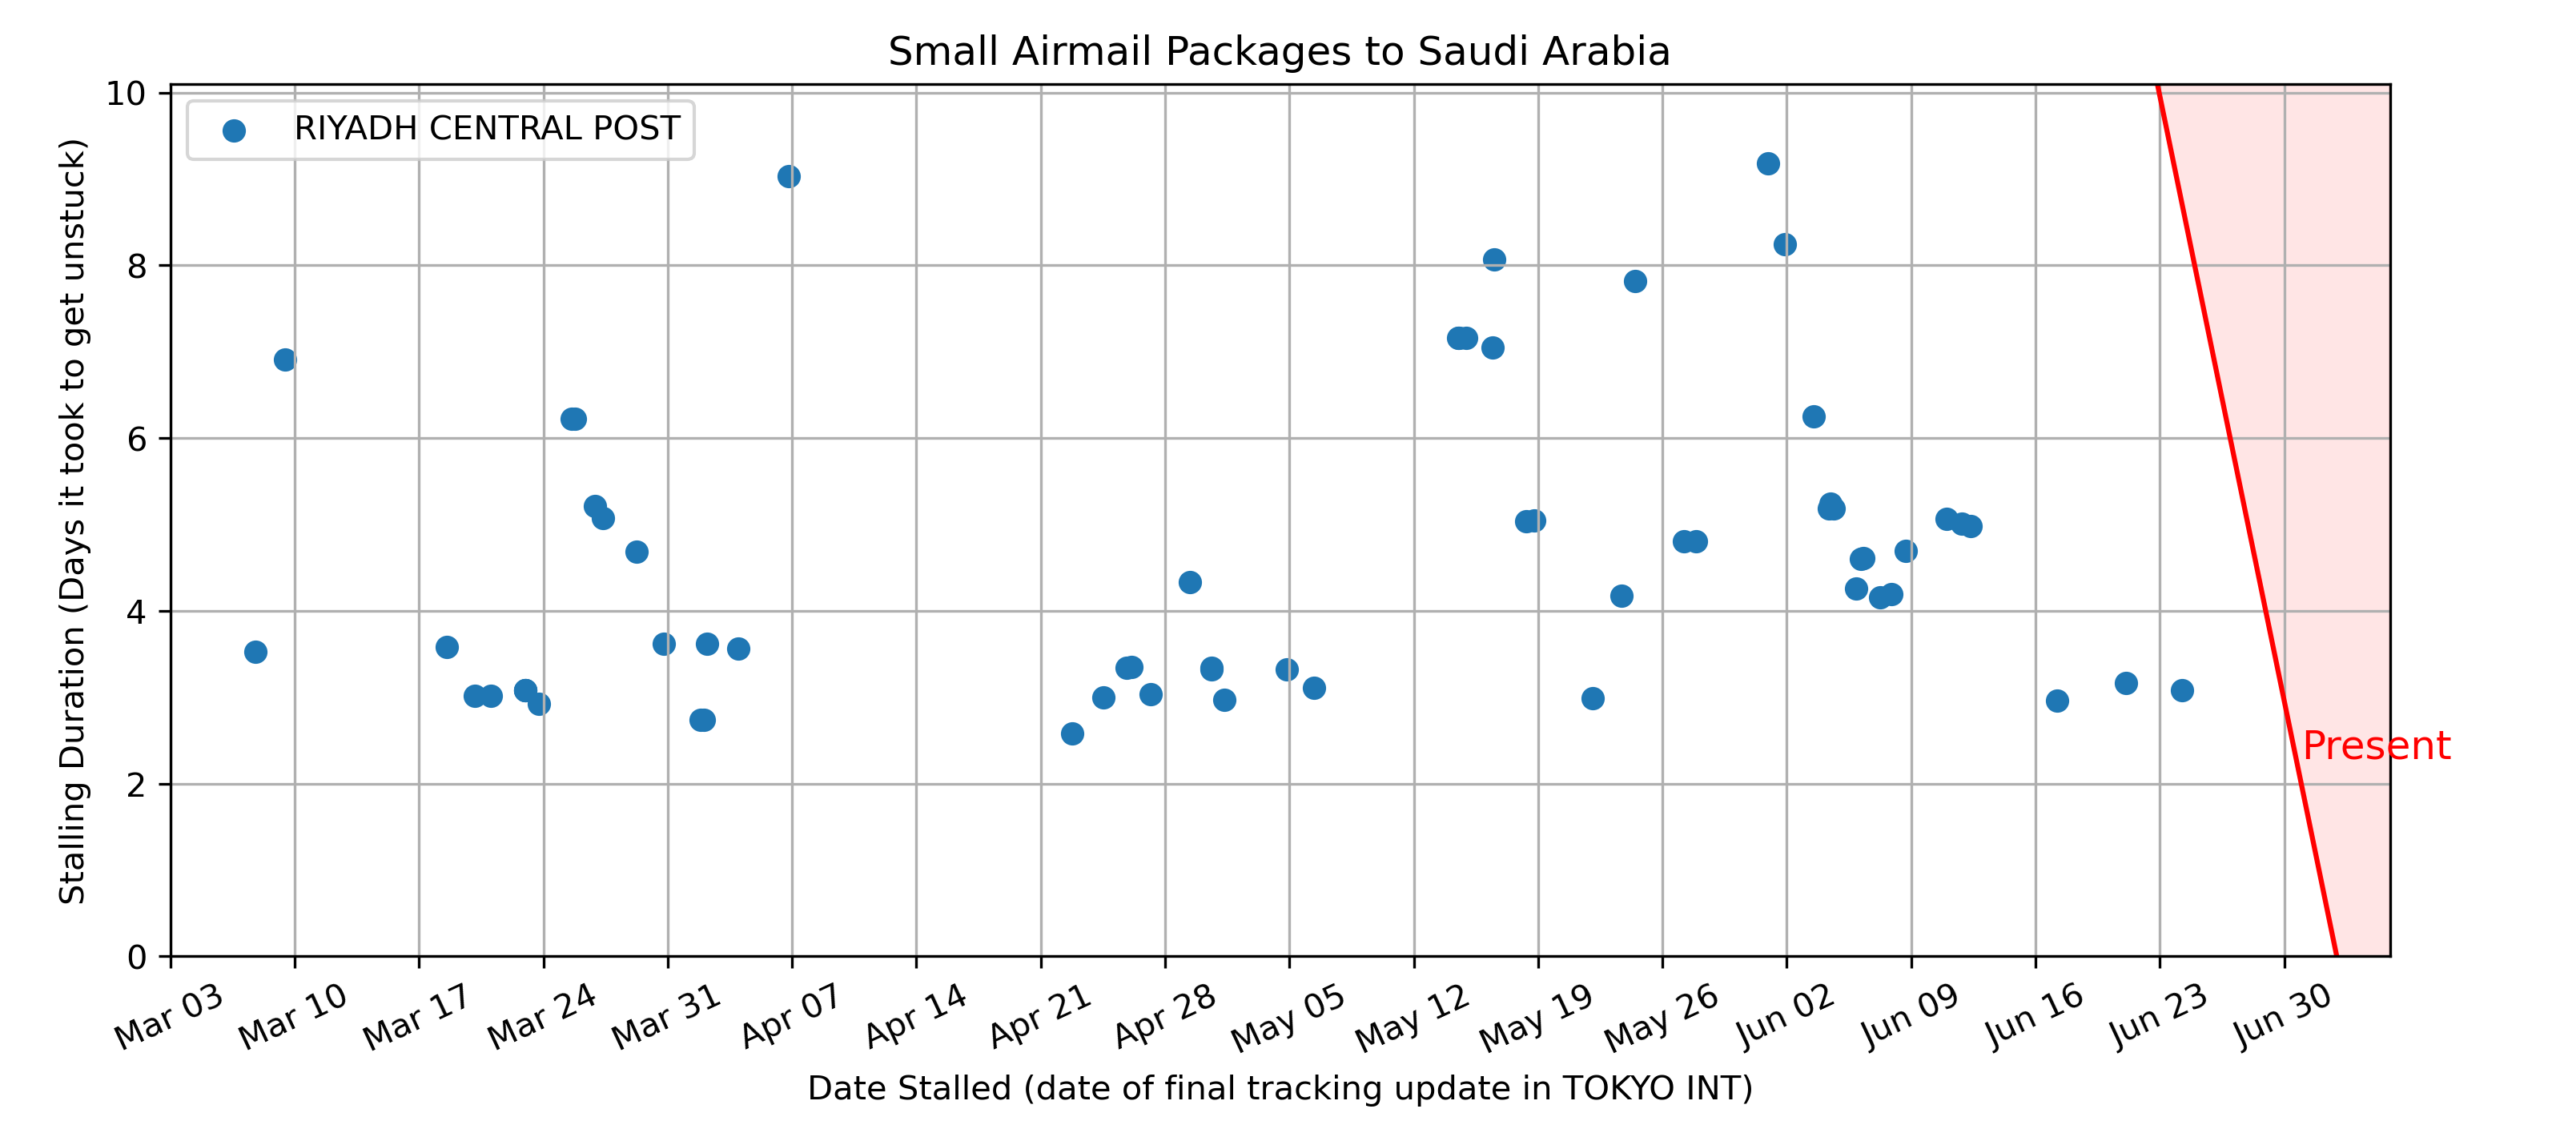 Small Airmail Packages to Saudi Arabia
RIYADH CENTRAL POST
Stalling Duration (Days it took to get unstuck)
10
8
6
4
2
0
Present
Mar 03
Mar 10
Mar 17
Mar 24
Mar 31
Apr 07
Apr 14
Apr 21
Apr 28
May 05
May 12
May 19
May 26
Jun 02
Jun 09
Jun 16
Jun 23
Jun 30
Date Stalled (date of final tracking update in TOKYO INT)